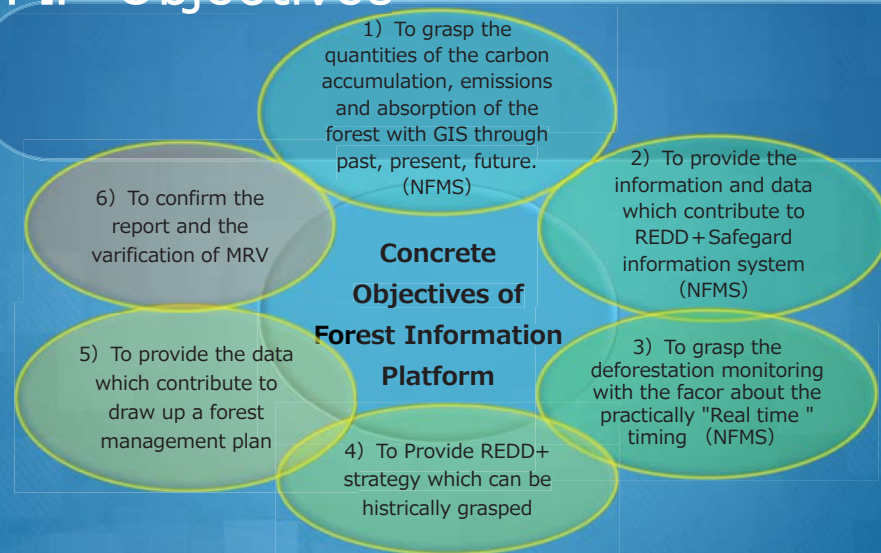 Objectives
1）To grasp the
quantities of the carbon
accumulation, emissions
and absorption of the
forest with GIS through
past, present, future.
（NFMS）
2）To provide the
information and data
which contribute to
REDD＋Safegard
information system
（NFMS）
3）To grasp the
deforestation monitoring
with the facor about the
practically "Real time "
timing （NFMS）
4）To Provide REDD+
strategy which can be
histrically grasped
5）To provide the data
which contribute to
draw up a forest
management plan
6）To confirm the
report and the
varification of MRV
Concrete
Objectives of
Forest Information
Platform